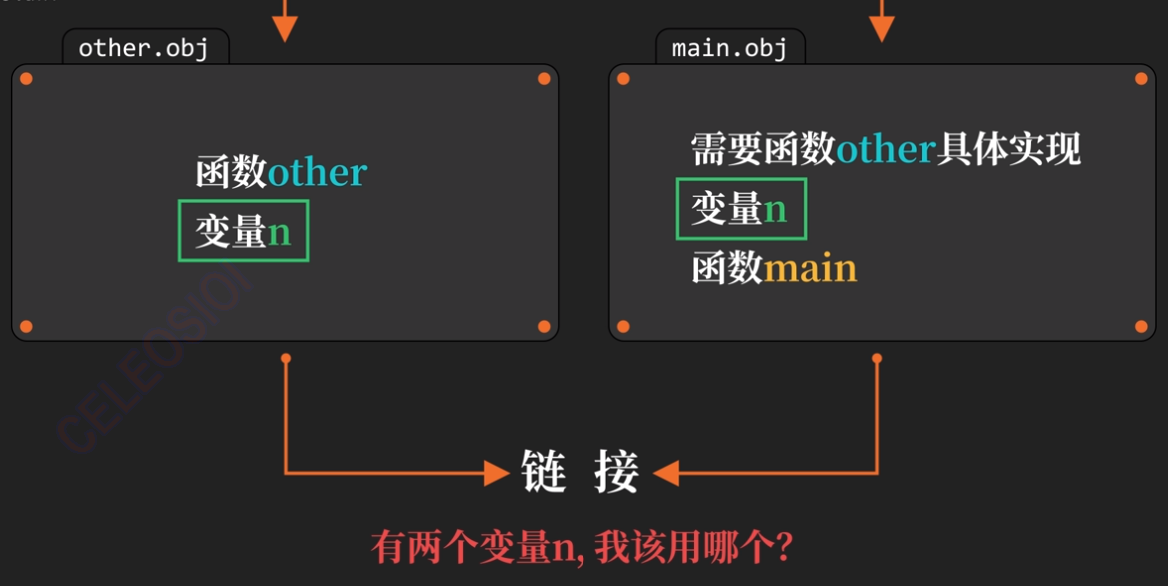 other.obj
函数other
变量n
main.obj
需要函数other具体实现
变量n
函数main
CELEOSIOI
链 接
有两个变量n, 我该用哪个?